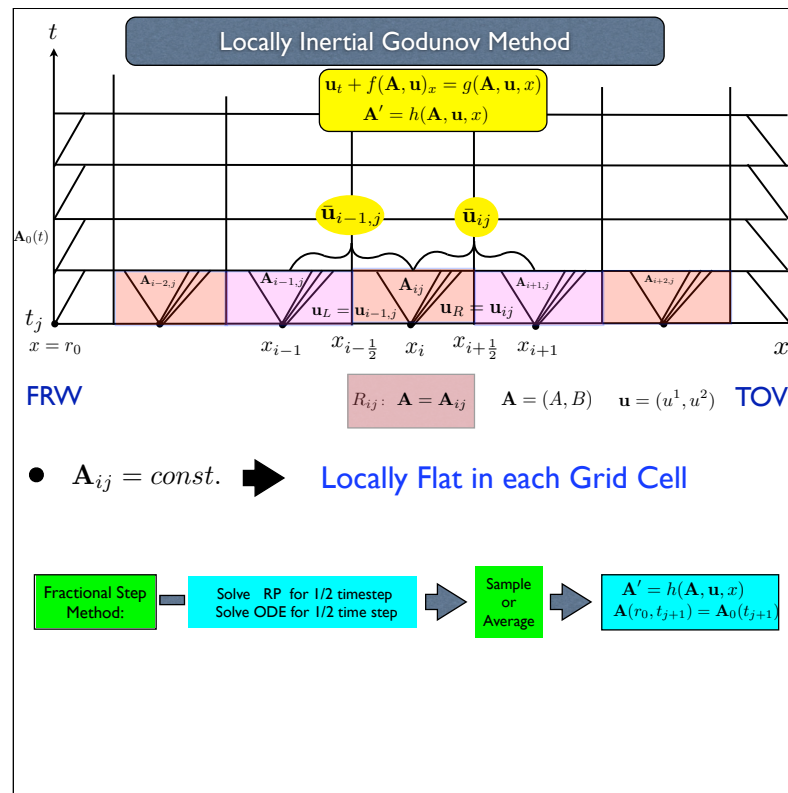 Locally Inertial Godunov Method
t
𝐮_t + f(𝐀, 𝐮)_x = g(𝐀, 𝐮, x)
𝐀′ = h(𝐀, 𝐮, x)
ū_{i−1,j} ū_{ij}
𝐀_0(t)
𝐀_{i-2,j} 𝐀_{i-1,j} 𝐀_{ij} 𝐀_{i+1,j} 𝐀_{i+2,j}
𝐮_L = 𝐮_{i-1,j} 𝐮_R = 𝐮_{ij}
t_j
x = r_0 x_{i−1} x_{i−1/2} x_i x_{i+1/2} x_{i+1} x
FRW R_{ij}: 𝐀 = 𝐀_{ij} 𝐀 = (A, B) 𝐮 = (u^1, u^2) TOV
• 𝐀_{ij} = const. Locally Flat in each Grid Cell
Fractional Step
Method:
Solve RP for 1/2 timestep
Solve ODE for 1/2 time step
Sample
or
Average
𝐀′ = h(𝐀, 𝐮, x)
𝐀(r_0, t_{j+1}) = 𝐀_0(t_{j+1})